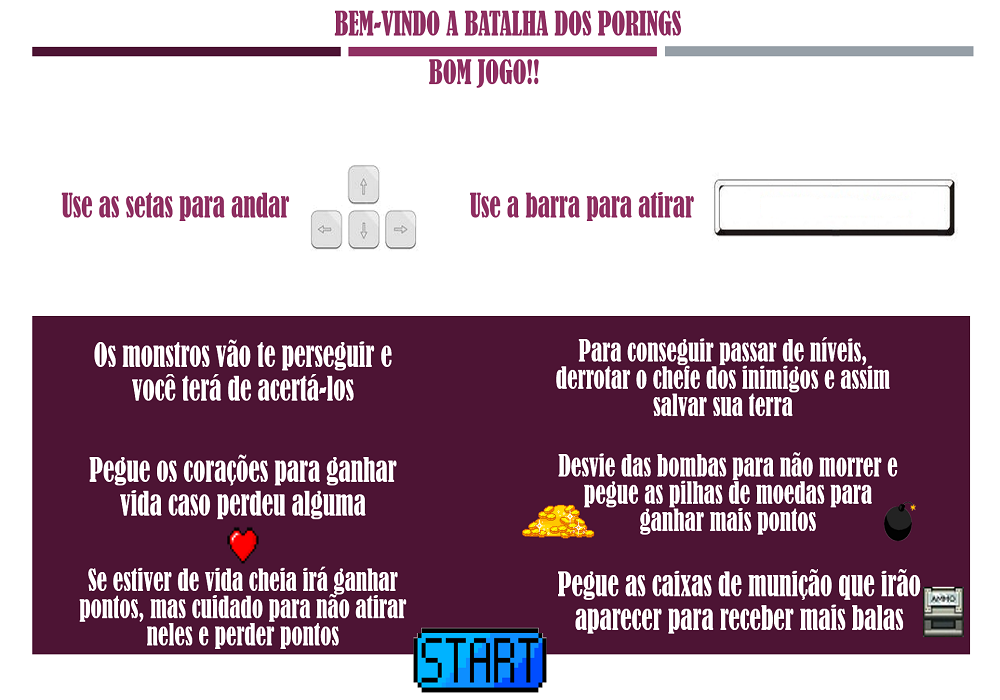 BEM-VINDO A BATALHA DOS PORINGS
BOM JOGO!!
Use as setas para andar
Use a barra para atirar
Os monstros vão te perseguir e
você terá de acertá-los
Para conseguir passar de níveis,
derrotar o chefe dos inimigos e assim
salvar sua terra
Pegue os corações para ganhar
vida caso perdeu alguma
Desvie das bombas para não morrer e
pegue as pilhas de moedas para
ganhar mais pontos
Se estiver de vida cheia irá ganhar
pontos, mas cuidado para não atirar
neles e perder pontos
Pegue as caixas de munição que irão
aparecer para receber mais balas
AMMO
START